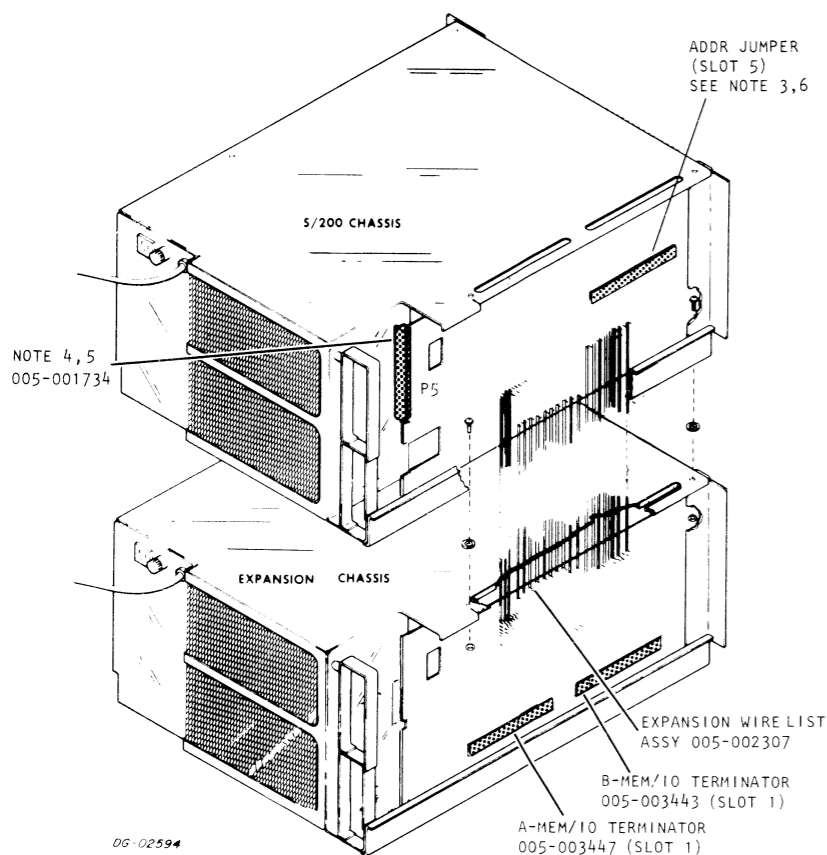 ADDR JUMPER
(SLOT 5)
SEE NOTE 3,6
S/200 CHASSIS
NOTE 4,5
005-001734
P5
EXPANSION CHASSIS
EXPANSION WIRE LIST
ASSY 005-002307
B-MEM/IO TERMINATOR
005-003443 (SLOT 1)
A-MEM/IO TERMINATOR
005-003447 (SLOT 1)
DG-02594